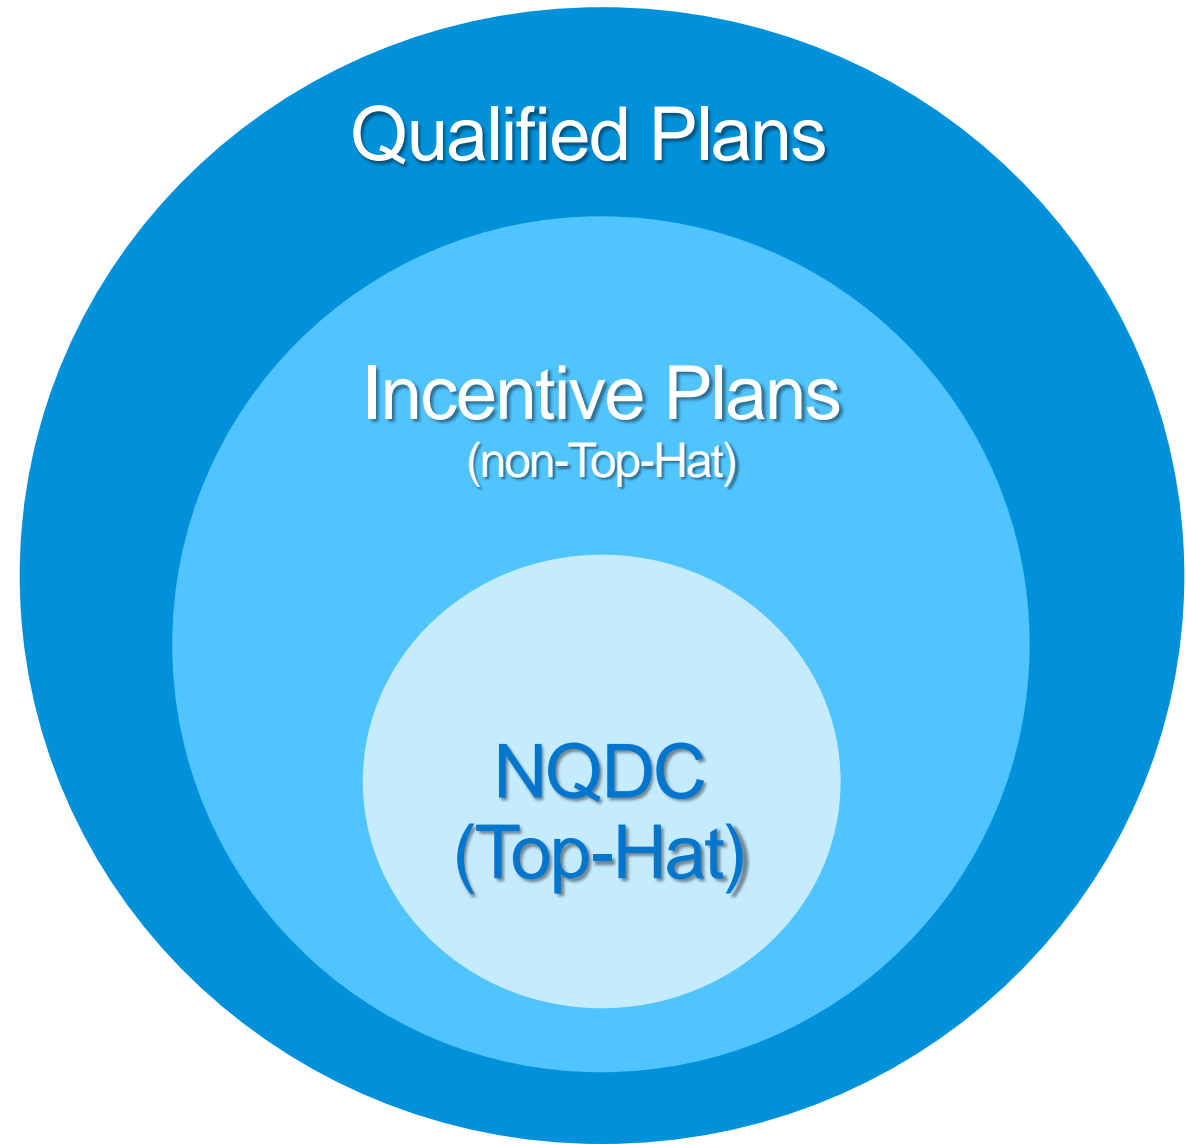 Qualified Plans
Incentive Plans
(non-Top-Hat)
NQDC
(Top-Hat)